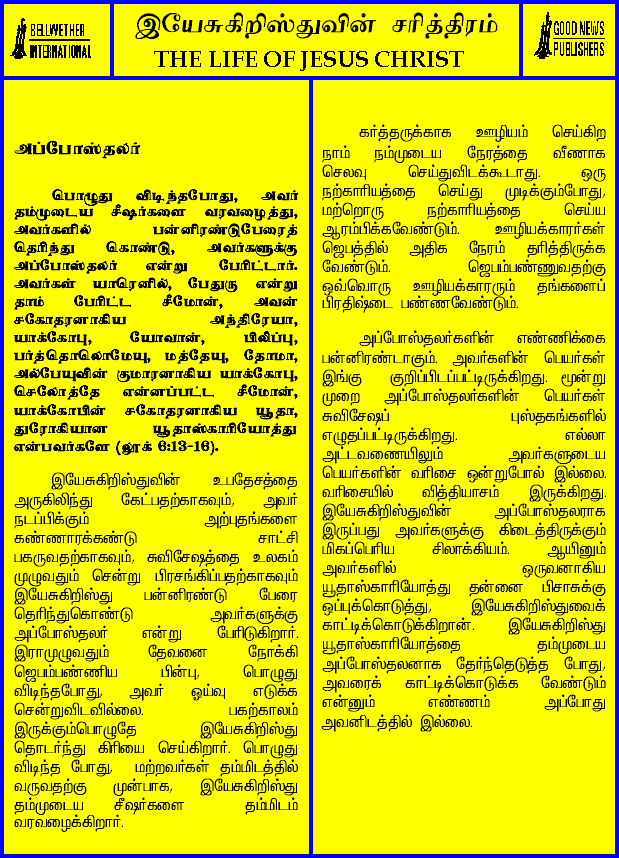 BELLWETHER
INTERNATIONAL
இயேசுகிறிஸ்துவின் சரித்திரம்
THE LIFE OF JESUS CHRIST
GOOD NEWS
PUBLISHERS
அப்போஸ்தலர்
பொழுது விடிந்தபோது, அவர்
தம்முடைய சீஷர்களை வரவழைத்து,
அவர்களில் பன்னிரண்டுபேரைத்
தெரிந்து கொண்டு, அவர்களுக்கு
அப்போஸ்தலர் என்று பேரிட்டார்.
அவர்கள் யாரெனில், பேதுரு என்று
தாம் பேரிட்ட சீமோன், அவன்
சகோதரனாகிய அந்திரேயா,
யாக்கோபு, யோவான், பிலிப்பு,
பர்த்தொலொமேயு, மத்தேயு, தோமா,
அல்பேயுவின் குமாரனாகிய யாக்கோபு,
செலோத்தே என்னப்பட்ட சீமோன்,
யாக்கோபின் சகோதரனாகிய யூதா,
துரோகியான யூதாஸ்காரியோத்து
என்பவர்களே (லூக் 6:13-16).
இயேசுகிறிஸ்துவின் உபதேசத்தை
அருகிலிந்து கேட்பதற்காகவும், அவர்
நடப்பிக்கும் அற்புதங்களை
கண்ணாரக்கண்டு சாட்சி
பகருவதற்காகவும், சுவிசேஷத்தை உலகம்
முழுவதும் சென்று பிரசங்கிப்பதற்காகவும்
இயேசுகிறிஸ்து பன்னிரண்டு பேரை
தெரிந்துகொண்டு அவர்களுக்கு
அப்போஸ்தலர் என்று பேரிடுகிறார்.
இராமுழுவதும் தேவனை நோக்கி
ஜெபம்பண்ணிய பின்பு, பொழுது
விடிந்தபோது, அவர் ஓய்வு எடுக்க
சென்றுவிடவில்லை. பகற்காலம்
இருக்கும்பொழுதே இயேசுகிறிஸ்து
தொடர்ந்து கிரியை செய்கிறார். பொழுது
விடிந்த போது, மற்றவர்கள் தம்மிடத்தில்
வருவதற்கு முன்பாக, இயேசுகிறிஸ்து
தம்முடைய சீஷர்களை தம்மிடம்
வரவழைக்கிறார்.
கர்த்தருக்காக ஊழியம் செய்கிற
நாம் நம்முடைய நேரத்தை வீணாக
செலவு செய்துவிடக்கூடாது. ஒரு
நற்காரியத்தை செய்து முடிக்கும்போது,
மற்றொரு நற்காரியத்தை செய்ய
ஆரம்பிக்கவேண்டும். ஊழியக்காரர்கள்
ஜெபத்தில் அதிக நேரம் தரித்திருக்க
வேண்டும். ஜெபம்பண்ணுவதற்கு
ஒவ்வொரு ஊழியக்காரரும் தங்களைப்
பிரதிஷ்டை பண்ணவேண்டும்.
அப்போஸ்தலர்களின் எண்ணிக்கை
பன்னிரண்டாகும். அவர்களின் பெயர்கள்
இங்கு குறிப்பிடப்பட்டிருக்கிறது. மூன்று
முறை அப்போஸ்தலர்களின் பெயர்கள்
சுவிசேஷப் புஸ்தகங்களில்
எழுதப்பட்டிருக்கிறது. எல்லா
அட்டவணையிலும் அவர்களுடைய
பெயர்களின் வரிசை ஒன்றுபோல் இல்லை.
வரிசையில் வித்தியாசம் இருக்கிறது.
இயேசுகிறிஸ்துவின் அப்போஸ்தலராக
இருப்பது அவர்களுக்கு கிடைத்திருக்கும்
மிகப்பெரிய சிலாக்கியம். ஆயினும்
அவர்களில் ஒருவனாகிய
யூதாஸ்காரியோத்து தன்னை பிசாசுக்கு
ஒப்புக்கொடுத்து, இயேசுகிறிஸ்துவைக்
காட்டிக்கொடுக்கிறான். இயேசுகிறிஸ்து
யூதாஸ்காரியோத்தை தம்முடைய
அப்போஸ்தலனாக தேர்ந்தெடுத்த போது,
அவரைக் காட்டிக்கொடுக்க வேண்டும்
என்னும் எண்ணம் அப்போது
அவனிடத்தில் இல்லை.